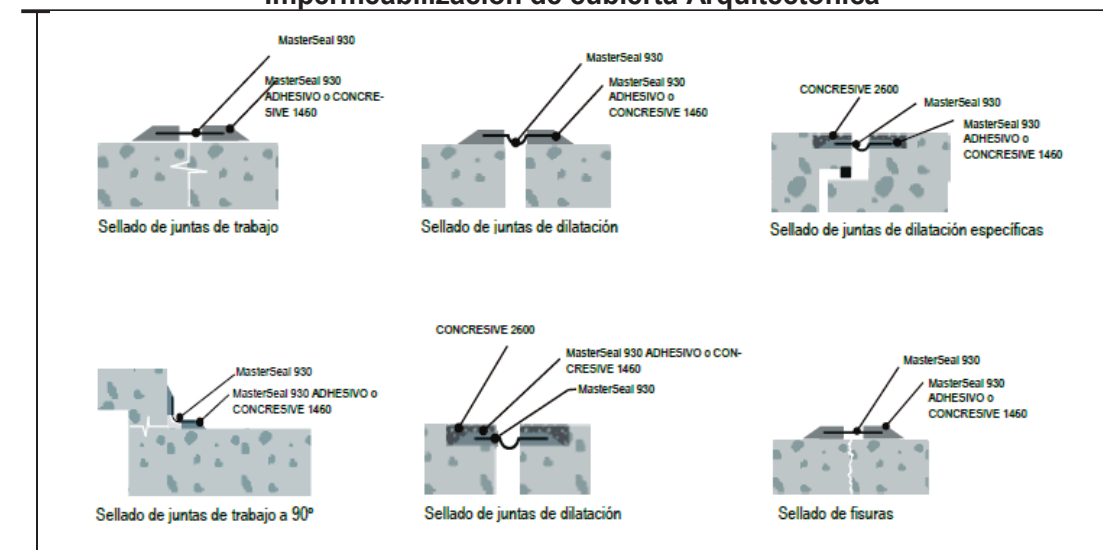 Impermeabilización de cubierta Arquitectónica
MasterSeal 930
MasterSeal 930
ADHESIVO o CONCRE-
SIVE 1460
Sellado de juntas de trabajo
MasterSeal 930
MasterSeal 930
ADHESIVO o
CONCRESIVE 1460
Sellado de juntas de dilatación
CONCRESIVE 2600
MasterSeal 930
MasterSeal 930
ADHESIVO o
CONCRESIVE 1460
Sellado de juntas de dilatación específicas
MasterSeal 930
MasterSeal 930 ADHESIVO o
CONCRESIVE 1460
Sellado de juntas de trabajo a 90º
CONCRESIVE 2600
MasterSeal 930 ADHESIVO o CON-
CRESIVE 1460
MasterSeal 930
Sellado de juntas de dilatación
MasterSeal 930
MasterSeal 930
ADHESIVO o
CONCRESIVE 1460
Sellado de fisuras